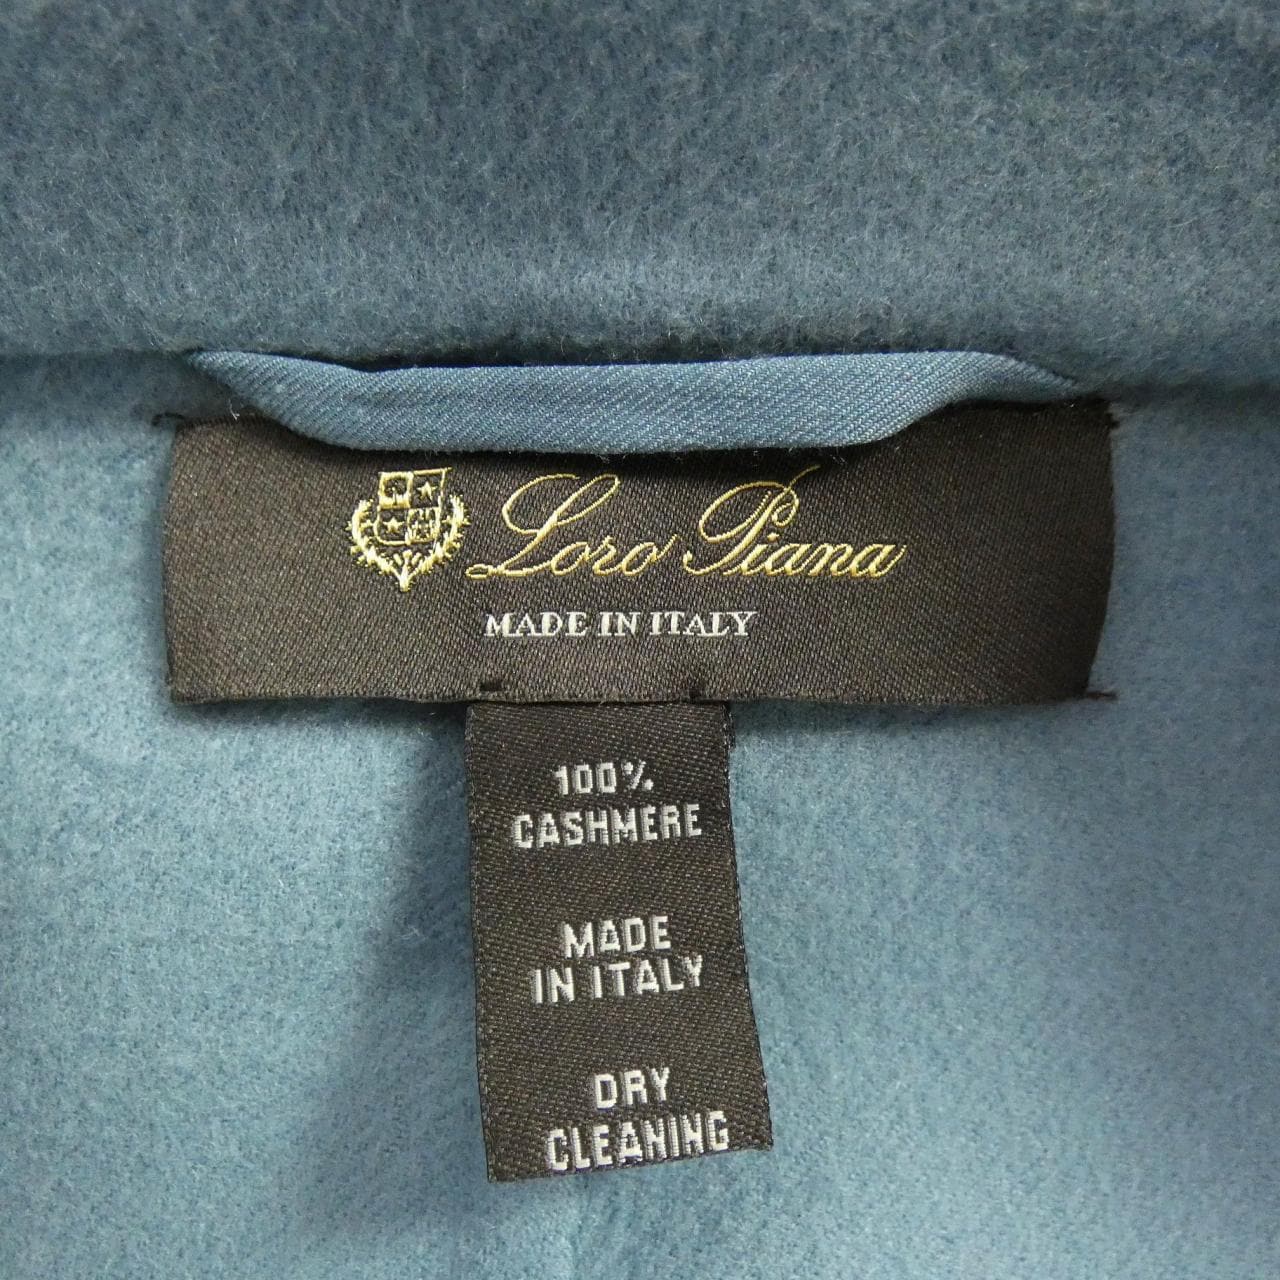 Loro Piana
MADE IN ITALY
100%
CASHMERE
MADE
IN ITALY
DRY
CLEANING